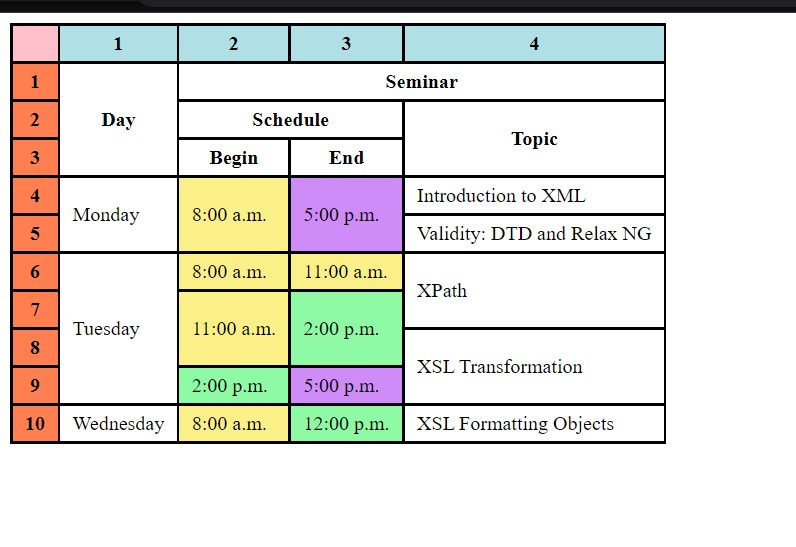 1 2 3 4
1 Seminar
2 Day Schedule Topic
3 Begin End
4 Monday 8:00 a.m. 5:00 p.m. Introduction to XML
5 Validity: DTD and Relax NG
6 Tuesday 8:00 a.m. 11:00 a.m. XPath
7 11:00 a.m. 2:00 p.m.
8 XSL Transformation
9 2:00 p.m. 5:00 p.m.
10 Wednesday 8:00 a.m. 12:00 p.m. XSL Formatting Objects